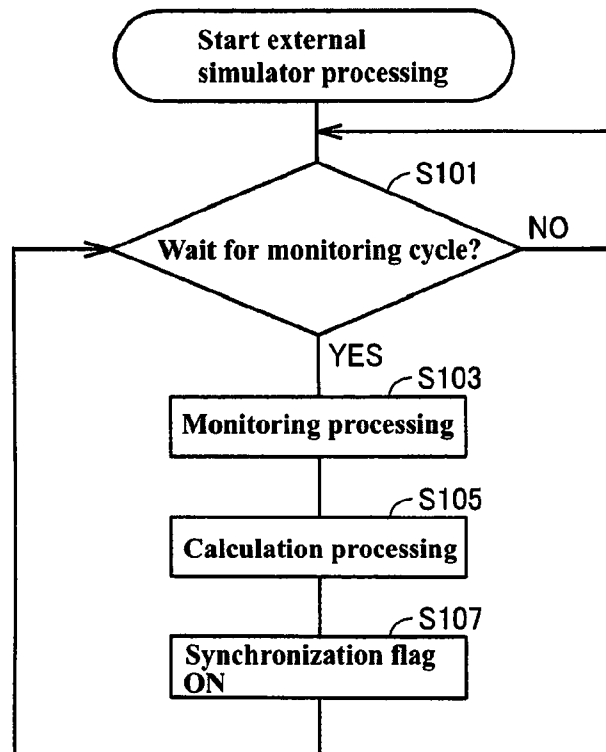 Start external
simulator processing
S101
Wait for monitoring cycle?
NO
YES
S103
Monitoring processing
S105
Calculation processing
S107
Synchronization flag
ON